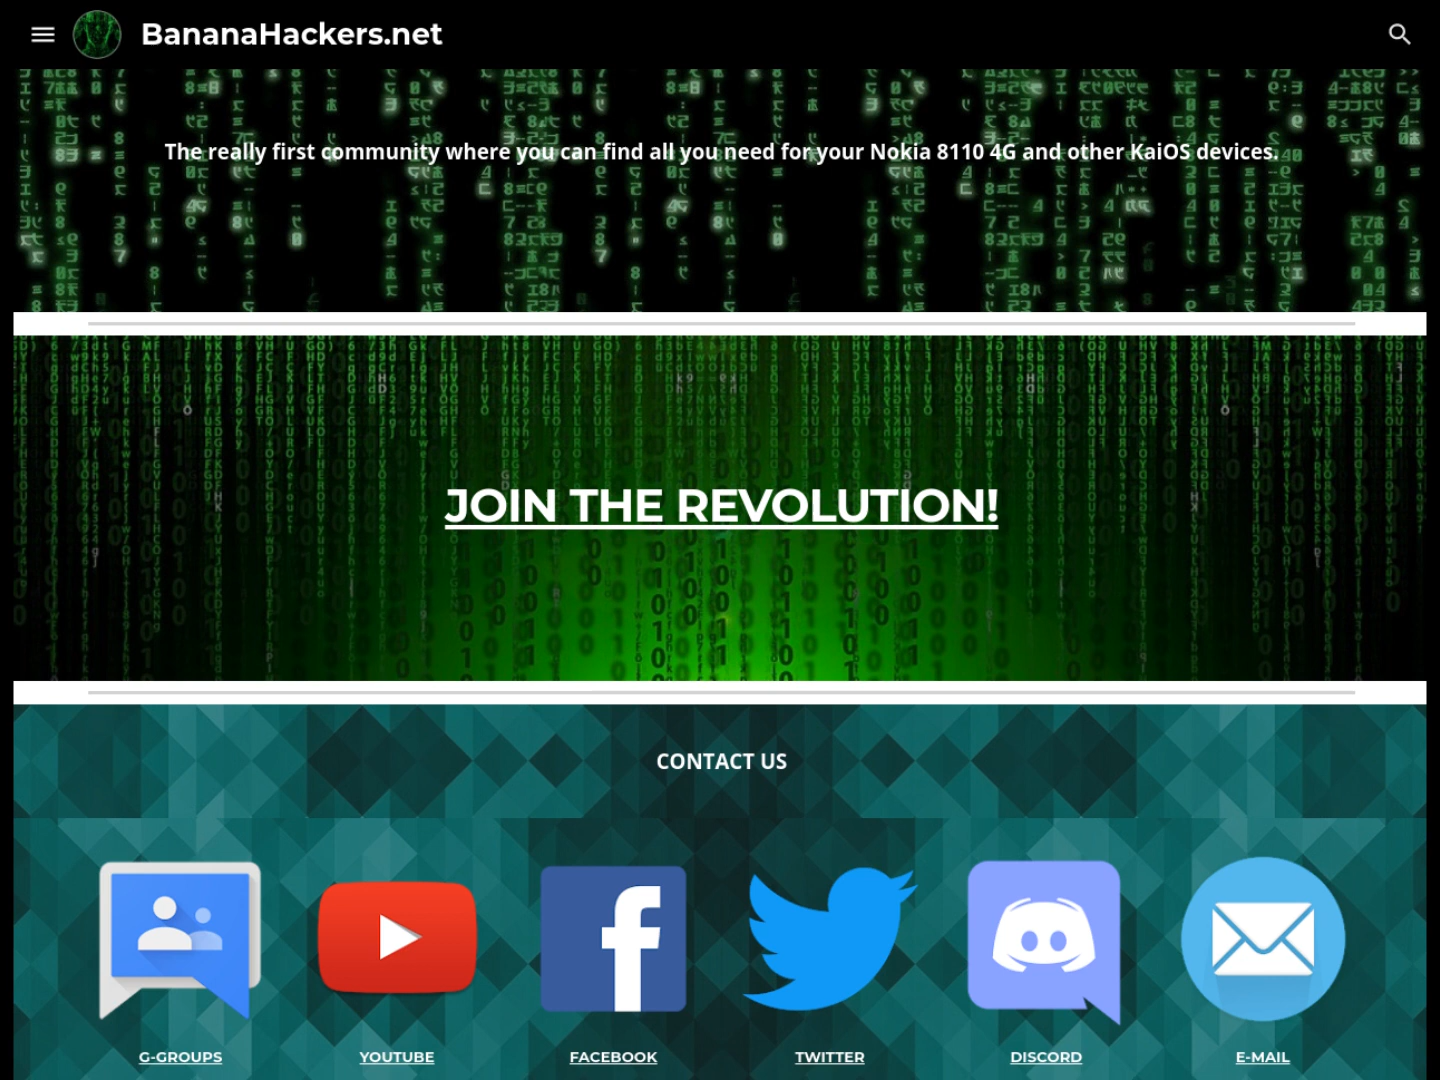 BananaHackers.net
The really first community where you can find all you need for your Nokia 8110 4G and other KaiOS devices.
JOIN THE REVOLUTION!
CONTACT US
G-GROUPS
YOUTUBE
FACEBOOK
TWITTER
DISCORD
E-MAIL